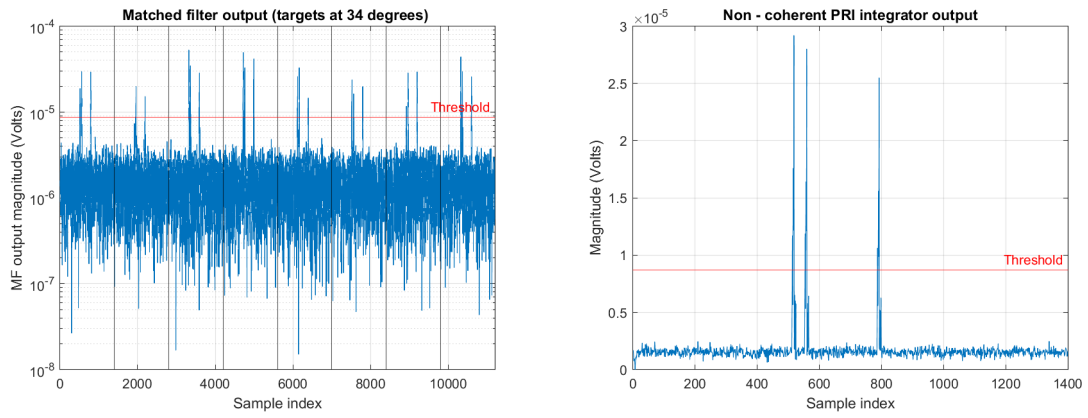 Matched filter output (targets at 34 degrees)
10⁻⁴
10⁻⁵
10⁻⁶
10⁻⁷
10⁻⁸
MF output magnitude (Volts)
Threshold
0 2000 4000 6000 8000 10000
Sample index
Non - coherent PRI integrator output
×10⁻⁵
3
2.5
2
1.5
1
0.5
0
Magnitude (Volts)
Threshold
0 200 400 600 800 1000 1200 1400
Sample index